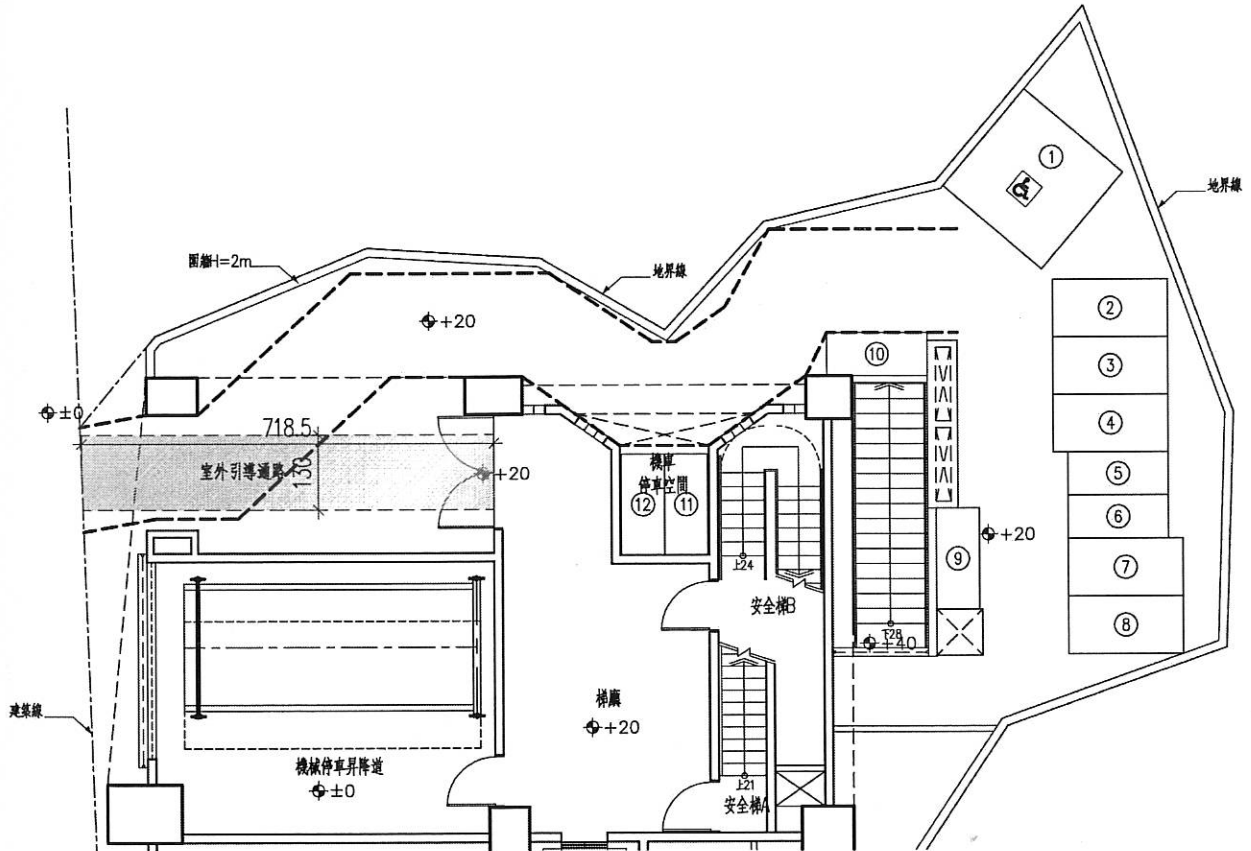 ①
地界線
圍牆H=2m
地界線
②
+20
③
⑩
±0
④
718.5
室外引導通路
130
+20
機車
停車空間
⑫
⑪
⑤
⑥
⑨
+20
上24
⑦
安全梯B
⑧
下28
+40
梯廳
+20
建築線
機械停車昇降道
±0
上21
安全梯A